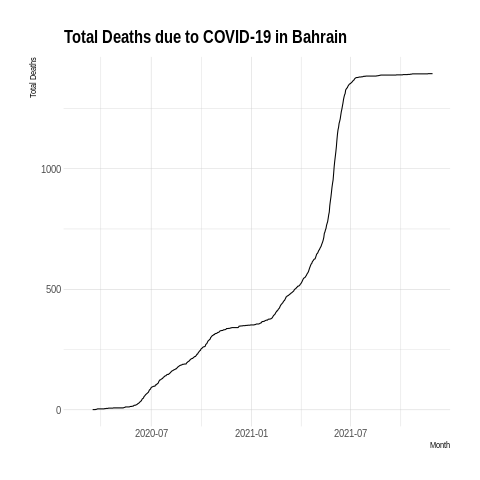 Total Deaths due to COVID-19 in Bahrain
Total Deaths
1000
500
0
2020-07 2021-01 2021-07
Month